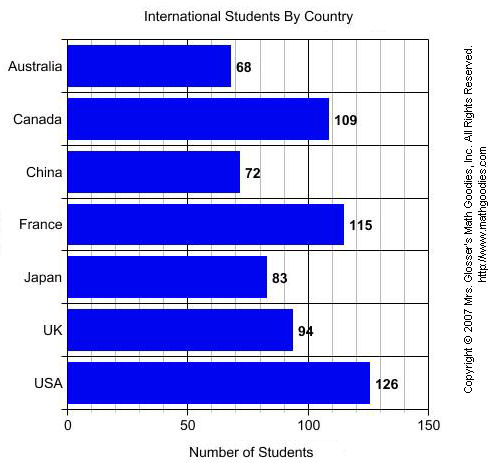 International Students By Country
Australia 68
Canada 109
China 72
France 115
Japan 83
UK 94
USA 126
0 50 100 150
Number of Students
Copyright © 2007 Mrs. Glosser's Math Goodies, Inc. All Rights Reserved.
http://www.mathgoodies.com